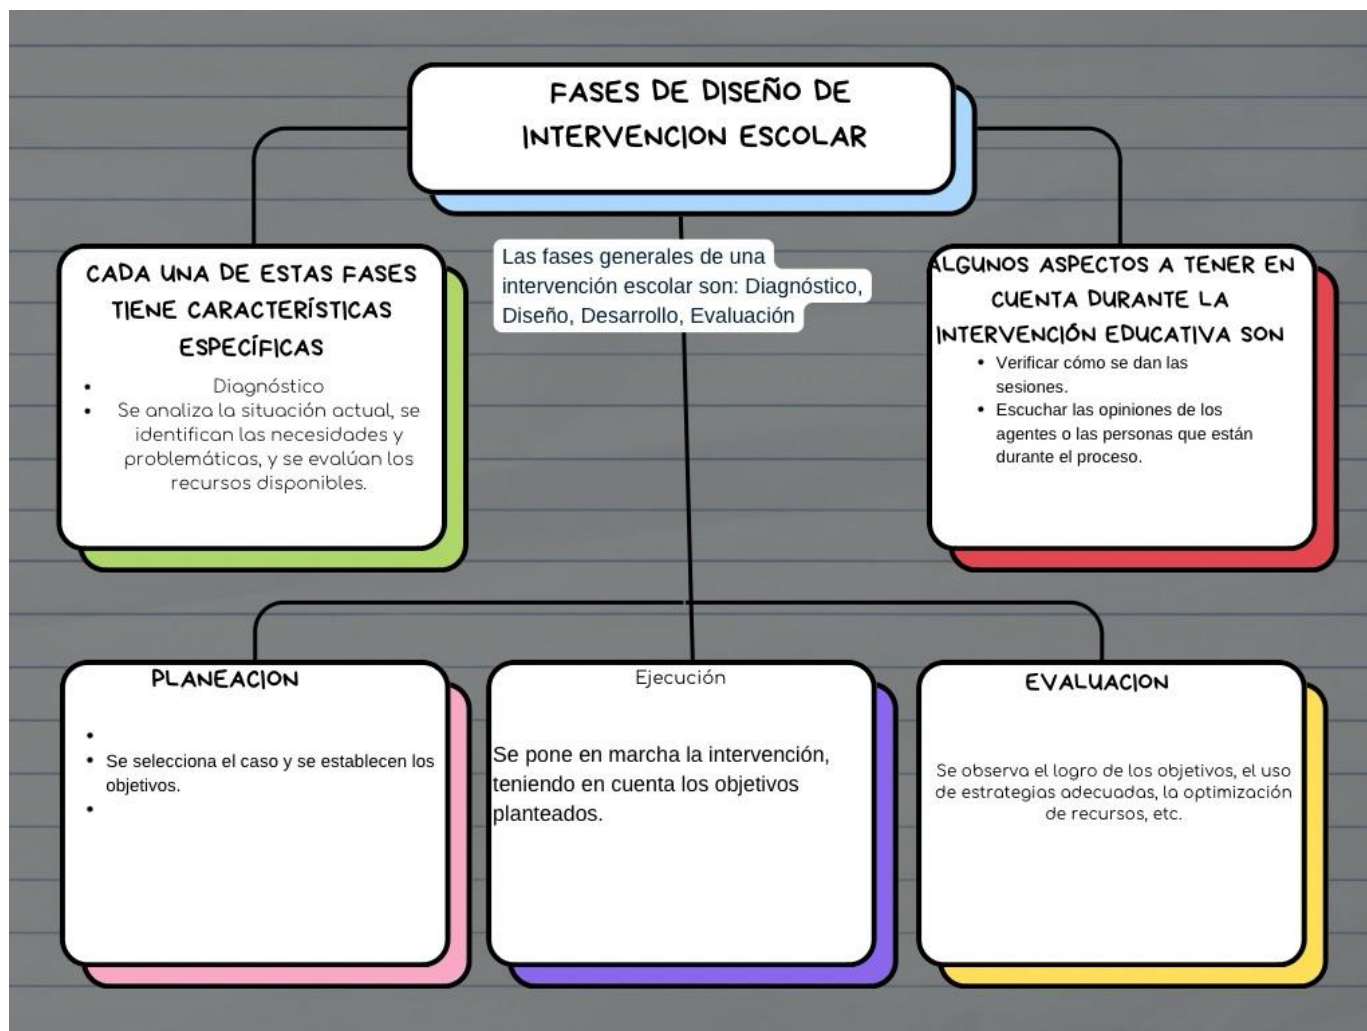 FASES DE DISEÑO DE
INTERVENCION ESCOLAR
Las fases generales de una
intervención escolar son: Diagnóstico,
Diseño, Desarrollo, Evaluación
CADA UNA DE ESTAS FASES
TIENE CARACTERÍSTICAS
ESPECÍFICAS
• Diagnóstico
• Se analiza la situación actual, se
identifican las necesidades y
problemáticas, y se evalúan los
recursos disponibles.
ALGUNOS ASPECTOS A TENER EN
CUENTA DURANTE LA
INTERVENCIÓN EDUCATIVA SON
• Verificar cómo se dan las
sesiones.
• Escuchar las opiniones de los
agentes o las personas que están
durante el proceso.
PLANEACION
• Se selecciona el caso y se establecen los
objetivos.
Ejecución
Se pone en marcha la intervención,
teniendo en cuenta los objetivos
planteados.
EVALUACION
Se observa el logro de los objetivos, el uso
de estrategias adecuadas, la optimización
de recursos, etc.